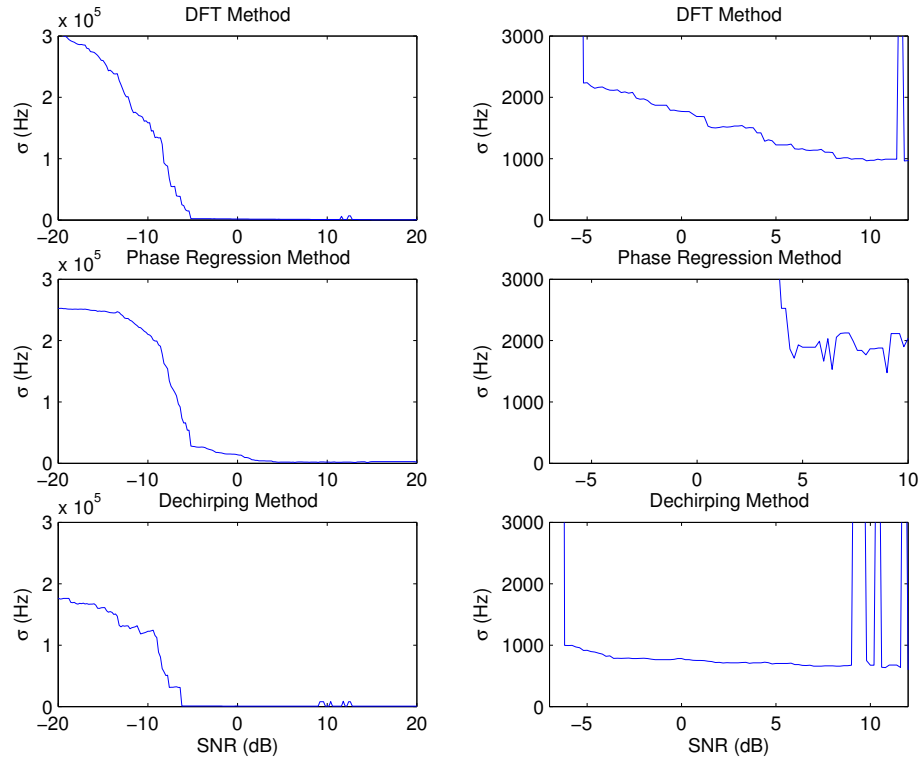 DFT Method
x 10^5
σ (Hz)
3
2
1
0
−20 −10 0 10 20
DFT Method
σ (Hz)
3000
2000
1000
0
−5 0 5 10
Phase Regression Method
x 10^5
σ (Hz)
3
2
1
0
−20 −10 0 10 20
Phase Regression Method
σ (Hz)
3000
2000
1000
0
−5 0 5 10
Dechirping Method
x 10^5
σ (Hz)
3
2
1
0
−20 −10 0 10 20
SNR (dB)
Dechirping Method
σ (Hz)
3000
2000
1000
0
−5 0 5 10
SNR (dB)